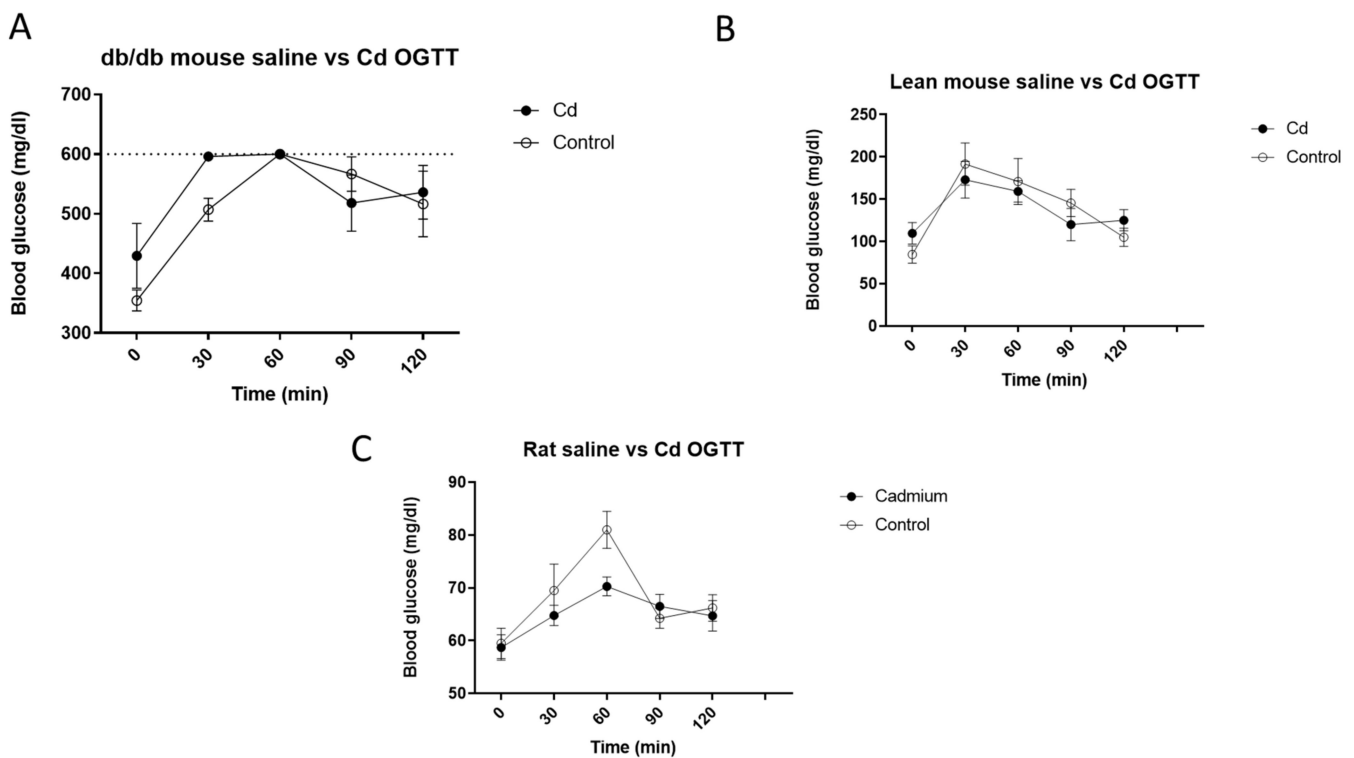 A
db/db mouse saline vs Cd OGTT
Blood glucose (mg/dl)
700
600
500
400
300
0
30
60
90
120
Time (min)
Cd
Control
B
Lean mouse saline vs Cd OGTT
Blood glucose (mg/dl)
250
200
150
100
50
0
0
30
60
90
120
Time (min)
Cd
Control
C
Rat saline vs Cd OGTT
Blood glucose (mg/dl)
90
80
70
60
50
0
30
60
90
120
Time (min)
Cadmium
Control